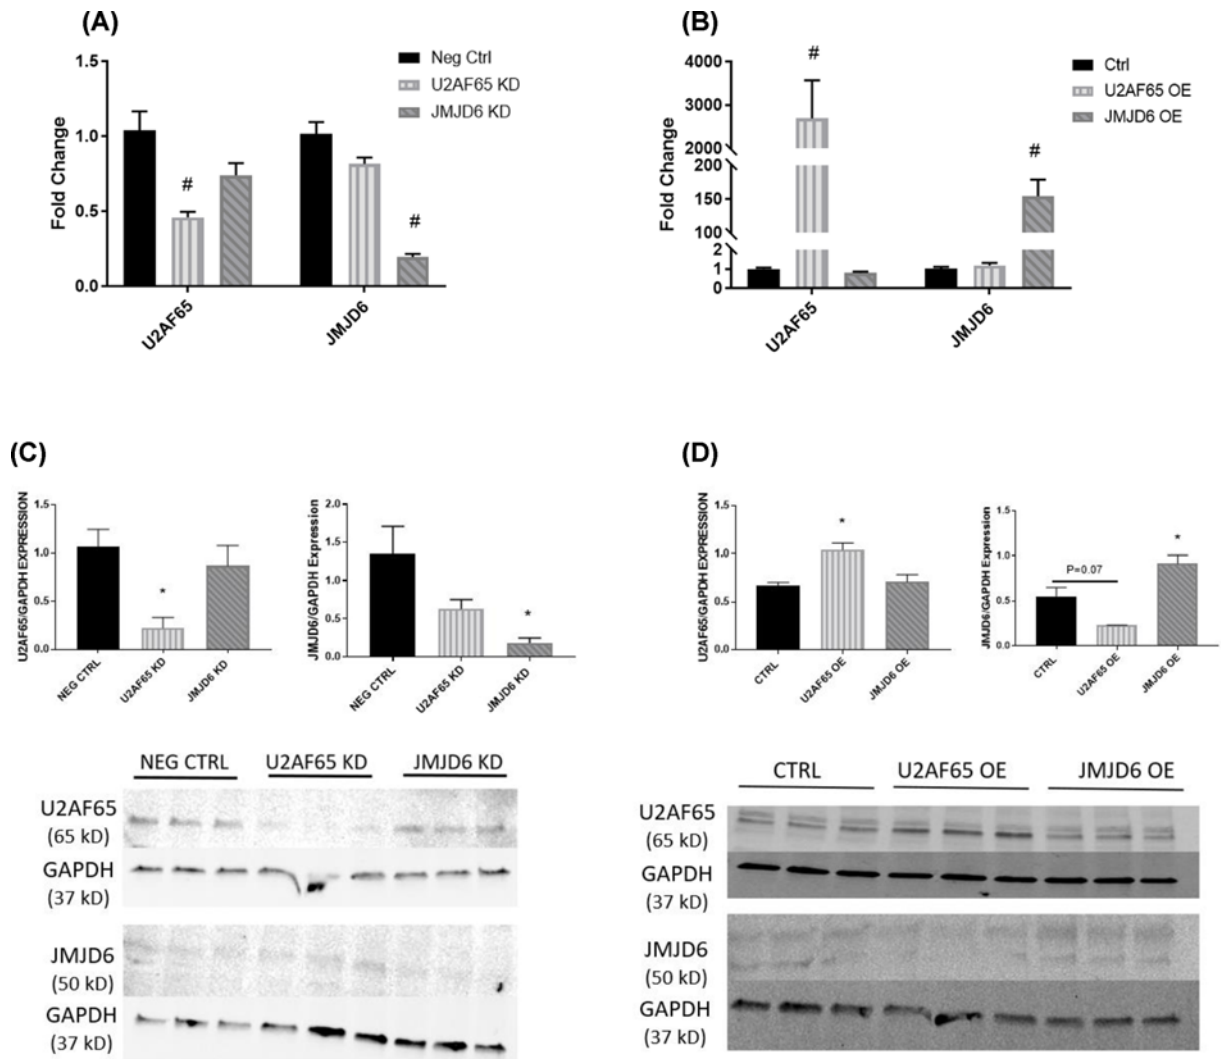 (A)
1.5
1.0
0.5
0.0
Fold Change
#
#
U2AF65
JMJD6
Neg Ctrl
U2AF65 KD
JMJD6 KD
(B)
4000
3000
2000
200
150
100
2
1
0
Fold Change
#
#
U2AF65
JMJD6
Ctrl
U2AF65 OE
JMJD6 OE
(C)
U2AF65/GAPDH EXPRESSION
1.5
1.0
0.5
0.0
*
NEG CTRL
U2AF65 KD
JMJD6 KD
JMJD6/GAPDH Expression
2.0
1.5
1.0
0.5
0.0
*
NEG CTRL
U2AF65 KD
JMJD6 KD
NEG CTRL U2AF65 KD JMJD6 KD
U2AF65
(65 kD)
GAPDH
(37 kD)
JMJD6
(50 kD)
GAPDH
(37 kD)
(D)
U2AF65/GAPDH EXPRESSION
1.5
1.0
0.5
0.0
*
CTRL
U2AF65 OE
JMJD6 OE
JMJD6/GAPDH Expression
1.5
1.0
0.5
0.0
P=0.07
*
CTRL
U2AF65 OE
JMJD6 OE
CTRL U2AF65 OE JMJD6 OE
U2AF65
(65 kD)
GAPDH
(37 kD)
JMJD6
(50 kD)
GAPDH
(37 kD)